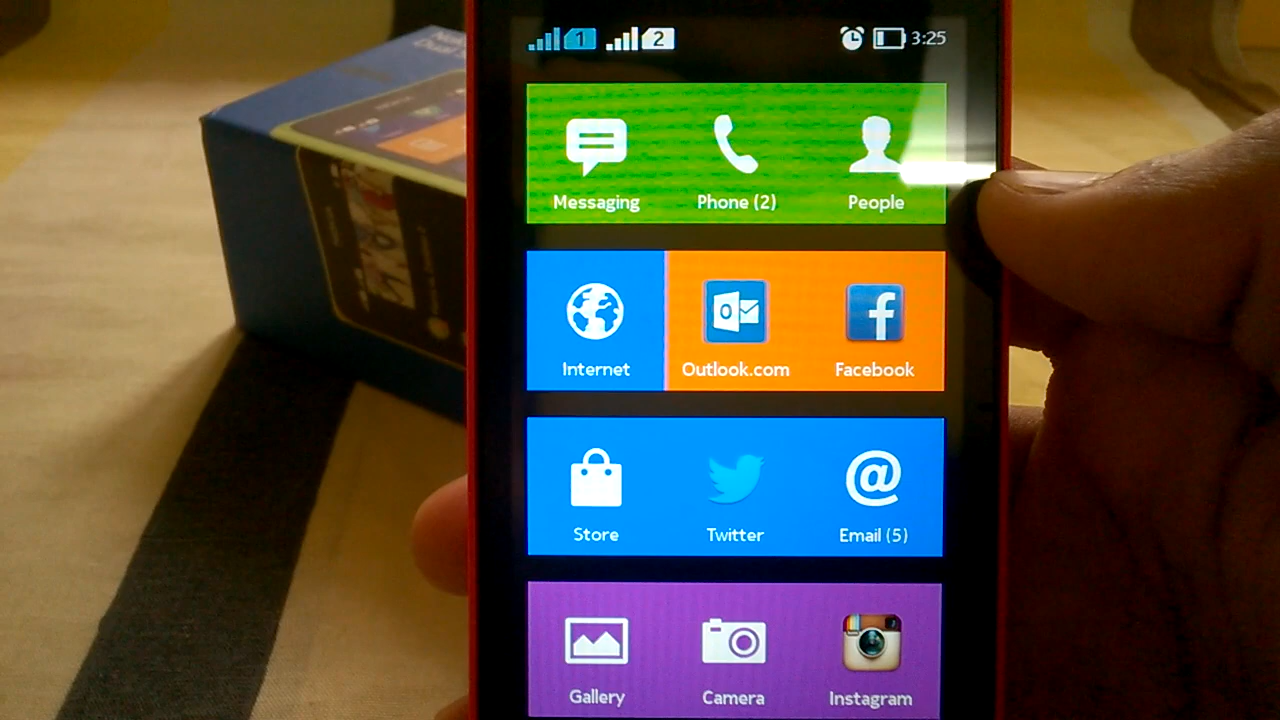 1 2 3:25
Messaging Phone (2) People
Internet Outlook.com Facebook
Store Twitter Email (5)
Gallery Camera Instagram